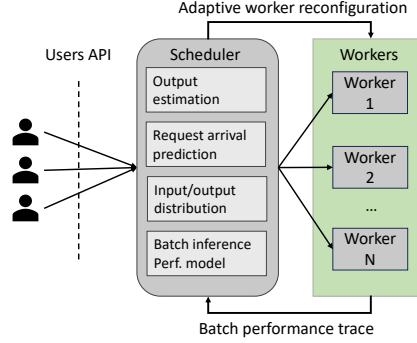 Adaptive worker reconfiguration
Users API
Scheduler
Workers
Output
estimation
Request arrival
prediction
Input/output
distribution
Batch inference
Perf. model
Worker
1
Worker
2
...
Worker
N
Batch performance trace